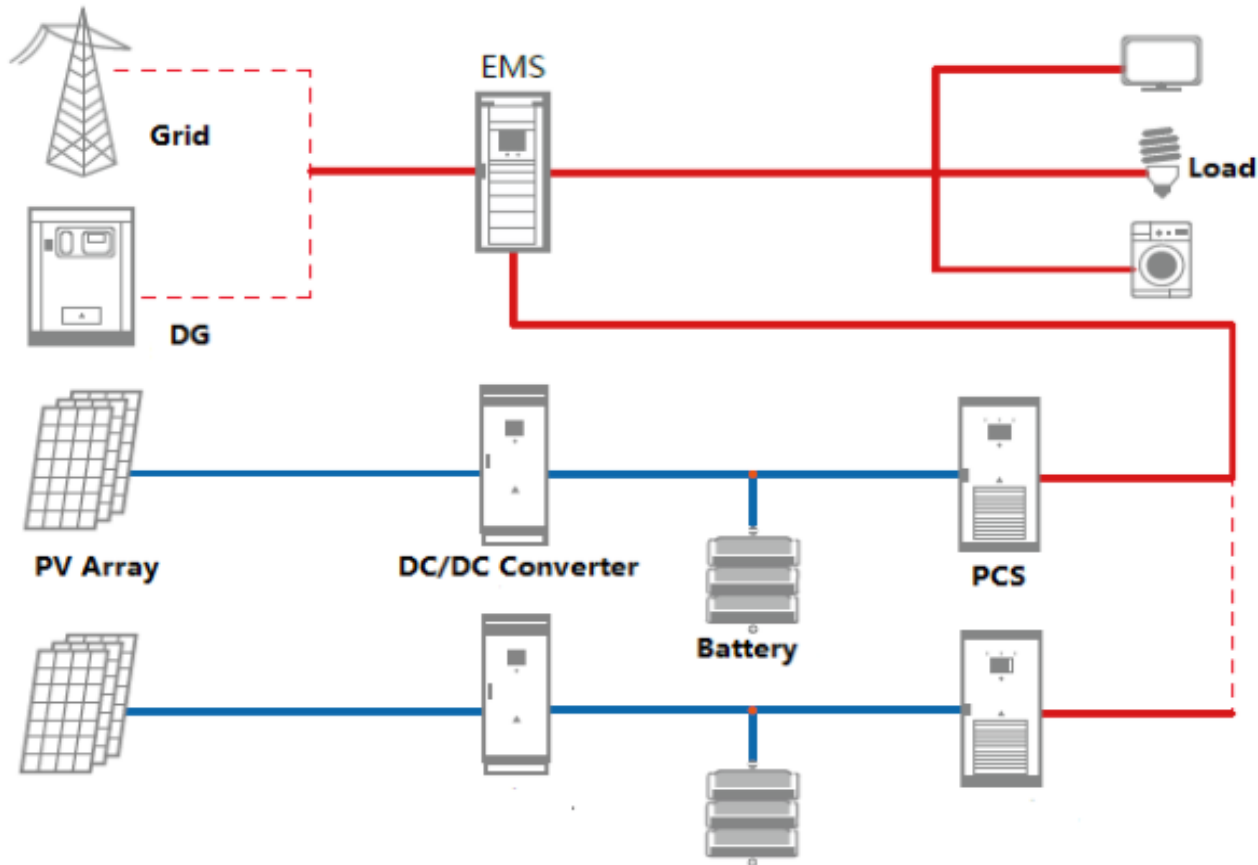 EMS
Grid
Load
DG
PV Array
DC/DC Converter
PCS
Battery